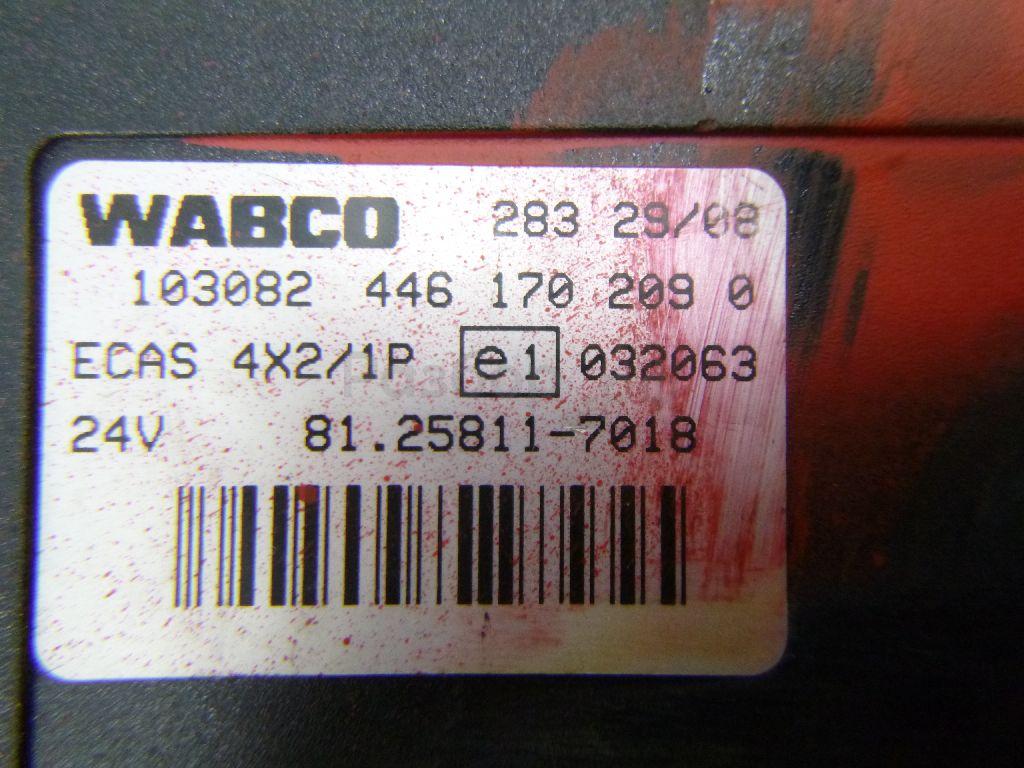 WABCO 283 29/08
103082 446 170 209 0
ECAS 4X2/1P e1 032063
24V 81.25811-7018